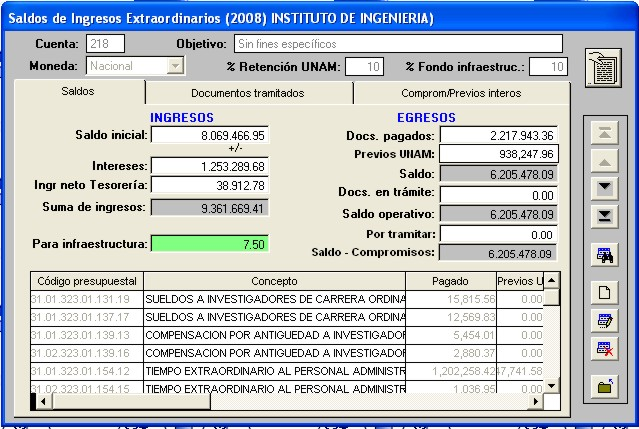 Saldos de Ingresos Extraordinarios (2008) INSTITUTO DE INGENIERIA)
Cuenta: 218 Objetivo: Sin fines específicos
Moneda: Nacional % Retención UNAM: 10 % Fondo infraestruc.: 10
Saldos Documentos tramitados Comprom/Previos interos
INGRESOS
Saldo inicial: 8.069.466.95
+/-
Intereses: 1.253.289.68
Ingr neto Tesorería: 38.912.78
Suma de ingresos: 9.361.669.41
Para infraestructura: 7.50
EGRESOS
Docs. pagados: 2.217.943.36
Previos UNAM: 938,247.96
Saldo: 6.205.478.09
Docs. en trámite: 0.00
Saldo operativo: 6.205.478.09
Por tramitar: 0.00
Saldo - Compromisos: 6.205.478.09
Código presupuestal Concepto Pagado Previos U
31.01.323.01.131.19 SUELDOS A INVESTIGADORES DE CARRERA ORDINA 15,815.56 0.00
31.02.323.01.131.17 SUELDOS A INVESTIGADORES DE CARRERA ORDINA 12,569.83 0.00
31.01.323.01.139.13 COMPENSACION POR ANTIGUEDAD A INVESTIGADOR 5,454.01 0.00
31.02.323.01.139.16 COMPENSACION POR ANTIGUEDAD A INVESTIGADOR 2,880.37 0.00
31.01.323.01.154.12 TIEMPO EXTRAORDINARIO AL PERSONAL ADMINISTR 1,202,258.42 47,741.58
31.02.323.01.154.15 TIEMPO EXTRAORDINARIO AL PERSONAL ADMINISTR 1,036.95 0.00